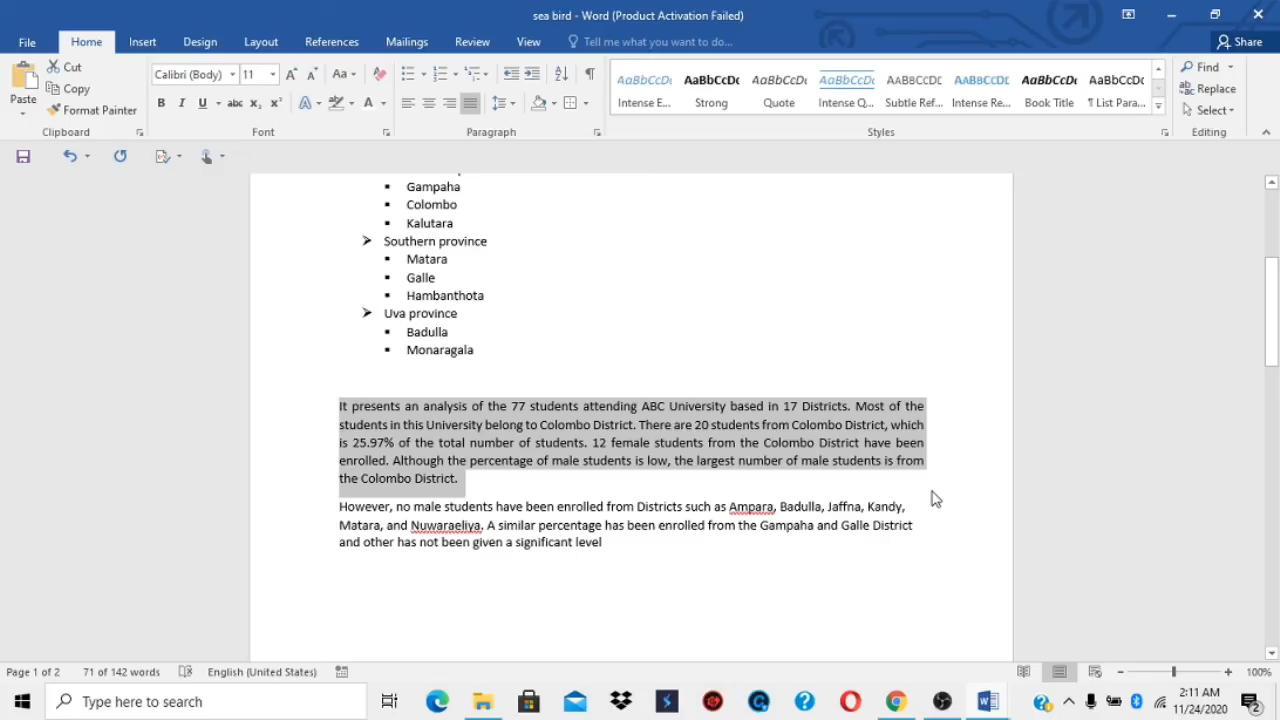 sea bird - Word (Product Activation Failed)
File Home Insert Design Layout References Mailings Review View Tell me what you want to do... Share
Cut
Copy
Format Painter
Paste
Calibri (Body) 11
AaBbCcDc AaBbCcDc AaBbCcDc AaBbCcDc AABBCCDD AABBCCDD AaBbCcDc AaBbCcDc
Intense E... Strong Quote Intense Q... Subtle Ref... Intense Re... Book Title ¶ List Para...
Find
Replace
Select
Clipboard Font Paragraph Styles Editing
Gampaha
Colombo
Kalutara
Southern province
Matara
Galle
Hambanthota
Uva province
Badulla
Monaragala
It presents an analysis of the 77 students attending ABC University based in 17 Districts. Most of the
students in this University belong to Colombo District. There are 20 students from Colombo District, which
is 25.97% of the total number of students. 12 female students from the Colombo District have been
enrolled. Although the percentage of male students is low, the largest number of male students is from
the Colombo District.
However, no male students have been enrolled from Districts such as Ampara, Badulla, Jaffna, Kandy,
Matara, and Nuwaraeliya. A similar percentage has been enrolled from the Gampaha and Galle District
and other has not been given a significant level
Page 1 of 2 71 of 142 words English (United States) 100%
Type here to search
2:11 AM
11/24/2020